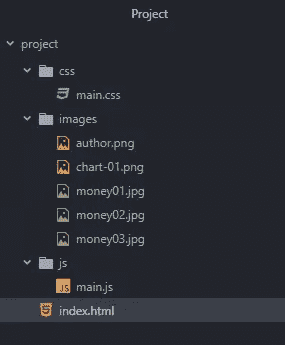 Project
project
css
main.css
images
author.png
chart-01.png
money01.jpg
money02.jpg
money03.jpg
js
JS main.js
index.html